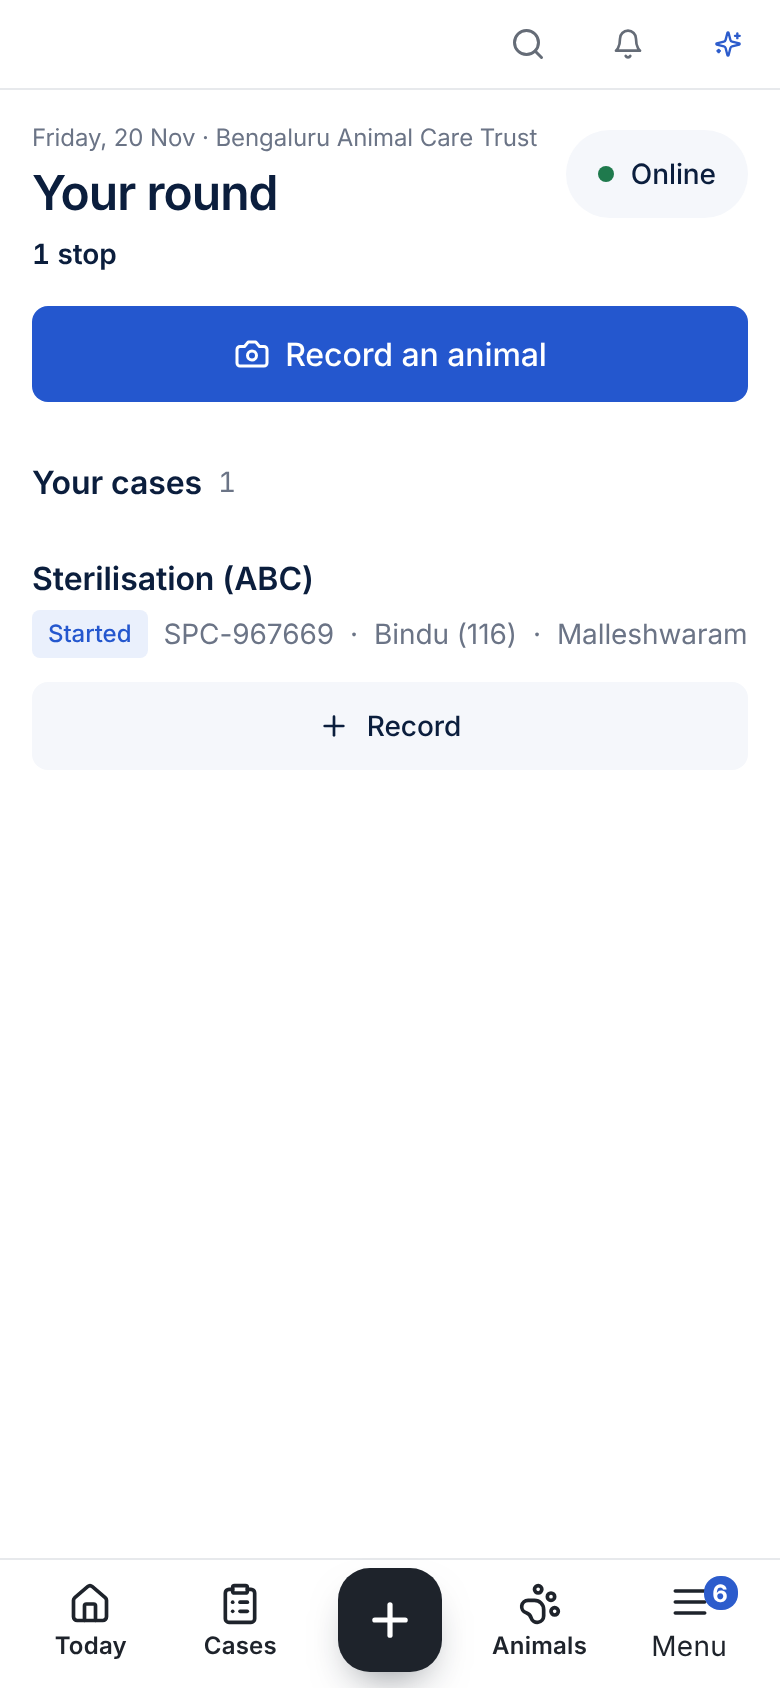 Friday, 20 Nov · Bengaluru Animal Care Trust
Your round
Online
1 stop
Record an animal
Your cases 1
Sterilisation (ABC)
Started SPC-967669 · Bindu (116) · Malleshwaram
Record
Today
Cases
Animals
6
Menu